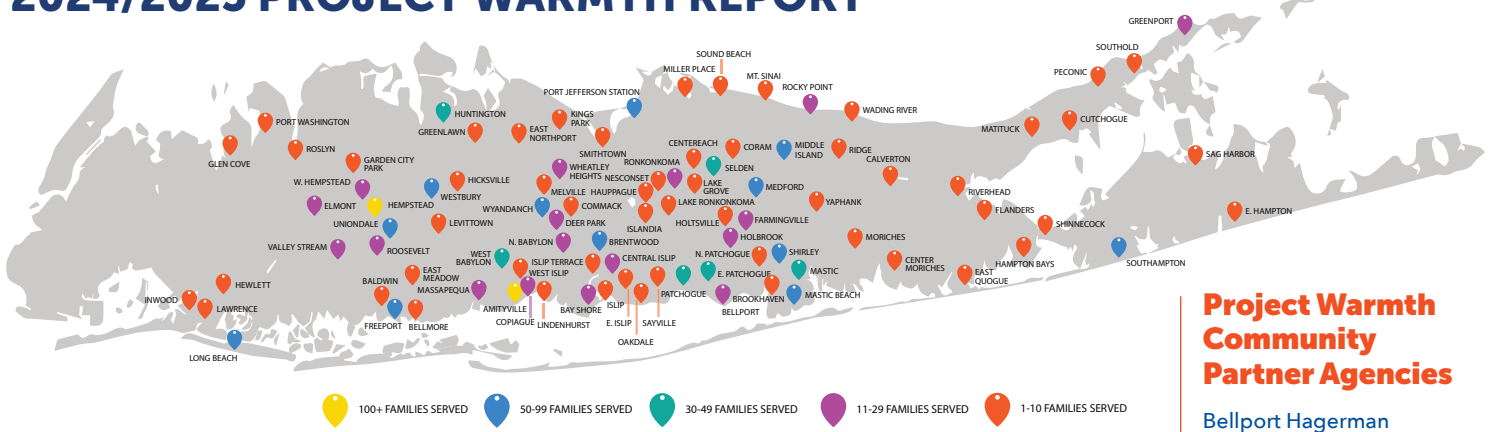 2024/2025 PROJECT WARMTH REPORT
GREENPORT
SOUTHOLD
PECONIC
SOUND BEACH
MILLER PLACE
MT. SINAI
ROCKY POINT
PORT JEFFERSON STATION
WADING RIVER
MATITUCK
CUTCHOGUE
HUNTINGTON
GREENLAWN
EAST
NORTHPORT
KINGS
PARK
SMITHTOWN
PORT WASHINGTON
GLEN COVE
ROSLYN
GARDEN CITY
PARK
CENTEREACH
CORAM
MIDDLE
ISLAND
RIDGE
CALVERTON
SAG HARBOR
W. HEMPSTEAD
HICKSVILLE
WHEATLEY
HEIGHTS
RONKONKOMA
NESCONSET
SELDEN
LAKE
GROVE
MEDFORD
RIVERHEAD
ELMONT
HEMPSTEAD
WESTBURY
MELVILLE
HAUPPAUGE
WYANDANCH
COMMACK
LAKE RONKONKOMA
YAPHANK
FLANDERS
E. HAMPTON
UNIONDALE
LEVITTOWN
DEER PARK
ISLANDIA
HOLTSVILLE
FARMINGVILLE
SHINNECOCK
VALLEY STREAM
ROOSEVELT
N. BABYLON
BRENTWOOD
HOLBROOK
MORICHES
HAMPTON BAYS
SOUTHAMPTON
WEST
BABYLON
ISLIP TERRACE
CENTRAL ISLIP
N. PATCHOGUE
SHIRLEY
CENTER
MORICHES
EAST
MEADOW
WEST ISLIP
E. PATCHOGUE
MASTIC
EAST
QUOGUE
HEWLETT
BALDWIN
MASSAPEQUA
PATCHOGUE
BROOKHAVEN
MASTIC BEACH
INWOOD
LAWRENCE
AMITYVILLE
BAY SHORE
ISLIP
BELLPORT
FREEPORT
BELLMORE
COPIAGUE
LINDENHURST
E. ISLIP
SAYVILLE
LONG BEACH
OAKDALE
100+ FAMILIES SERVED
50-99 FAMILIES SERVED
30-49 FAMILIES SERVED
11-29 FAMILIES SERVED
1-10 FAMILIES SERVED
Project Warmth
Community
Partner Agencies
Bellport Hagerman